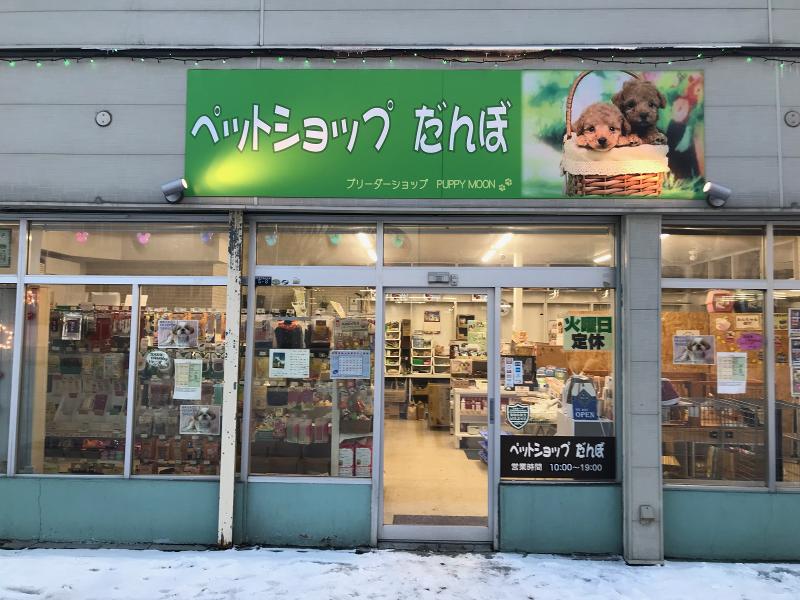 ペットショップ だんぼ
ブリーダーショップ PUPPY MOON
火曜日
定休
OPEN
ペットショップ だんぼ
営業時間 10:00～19:00